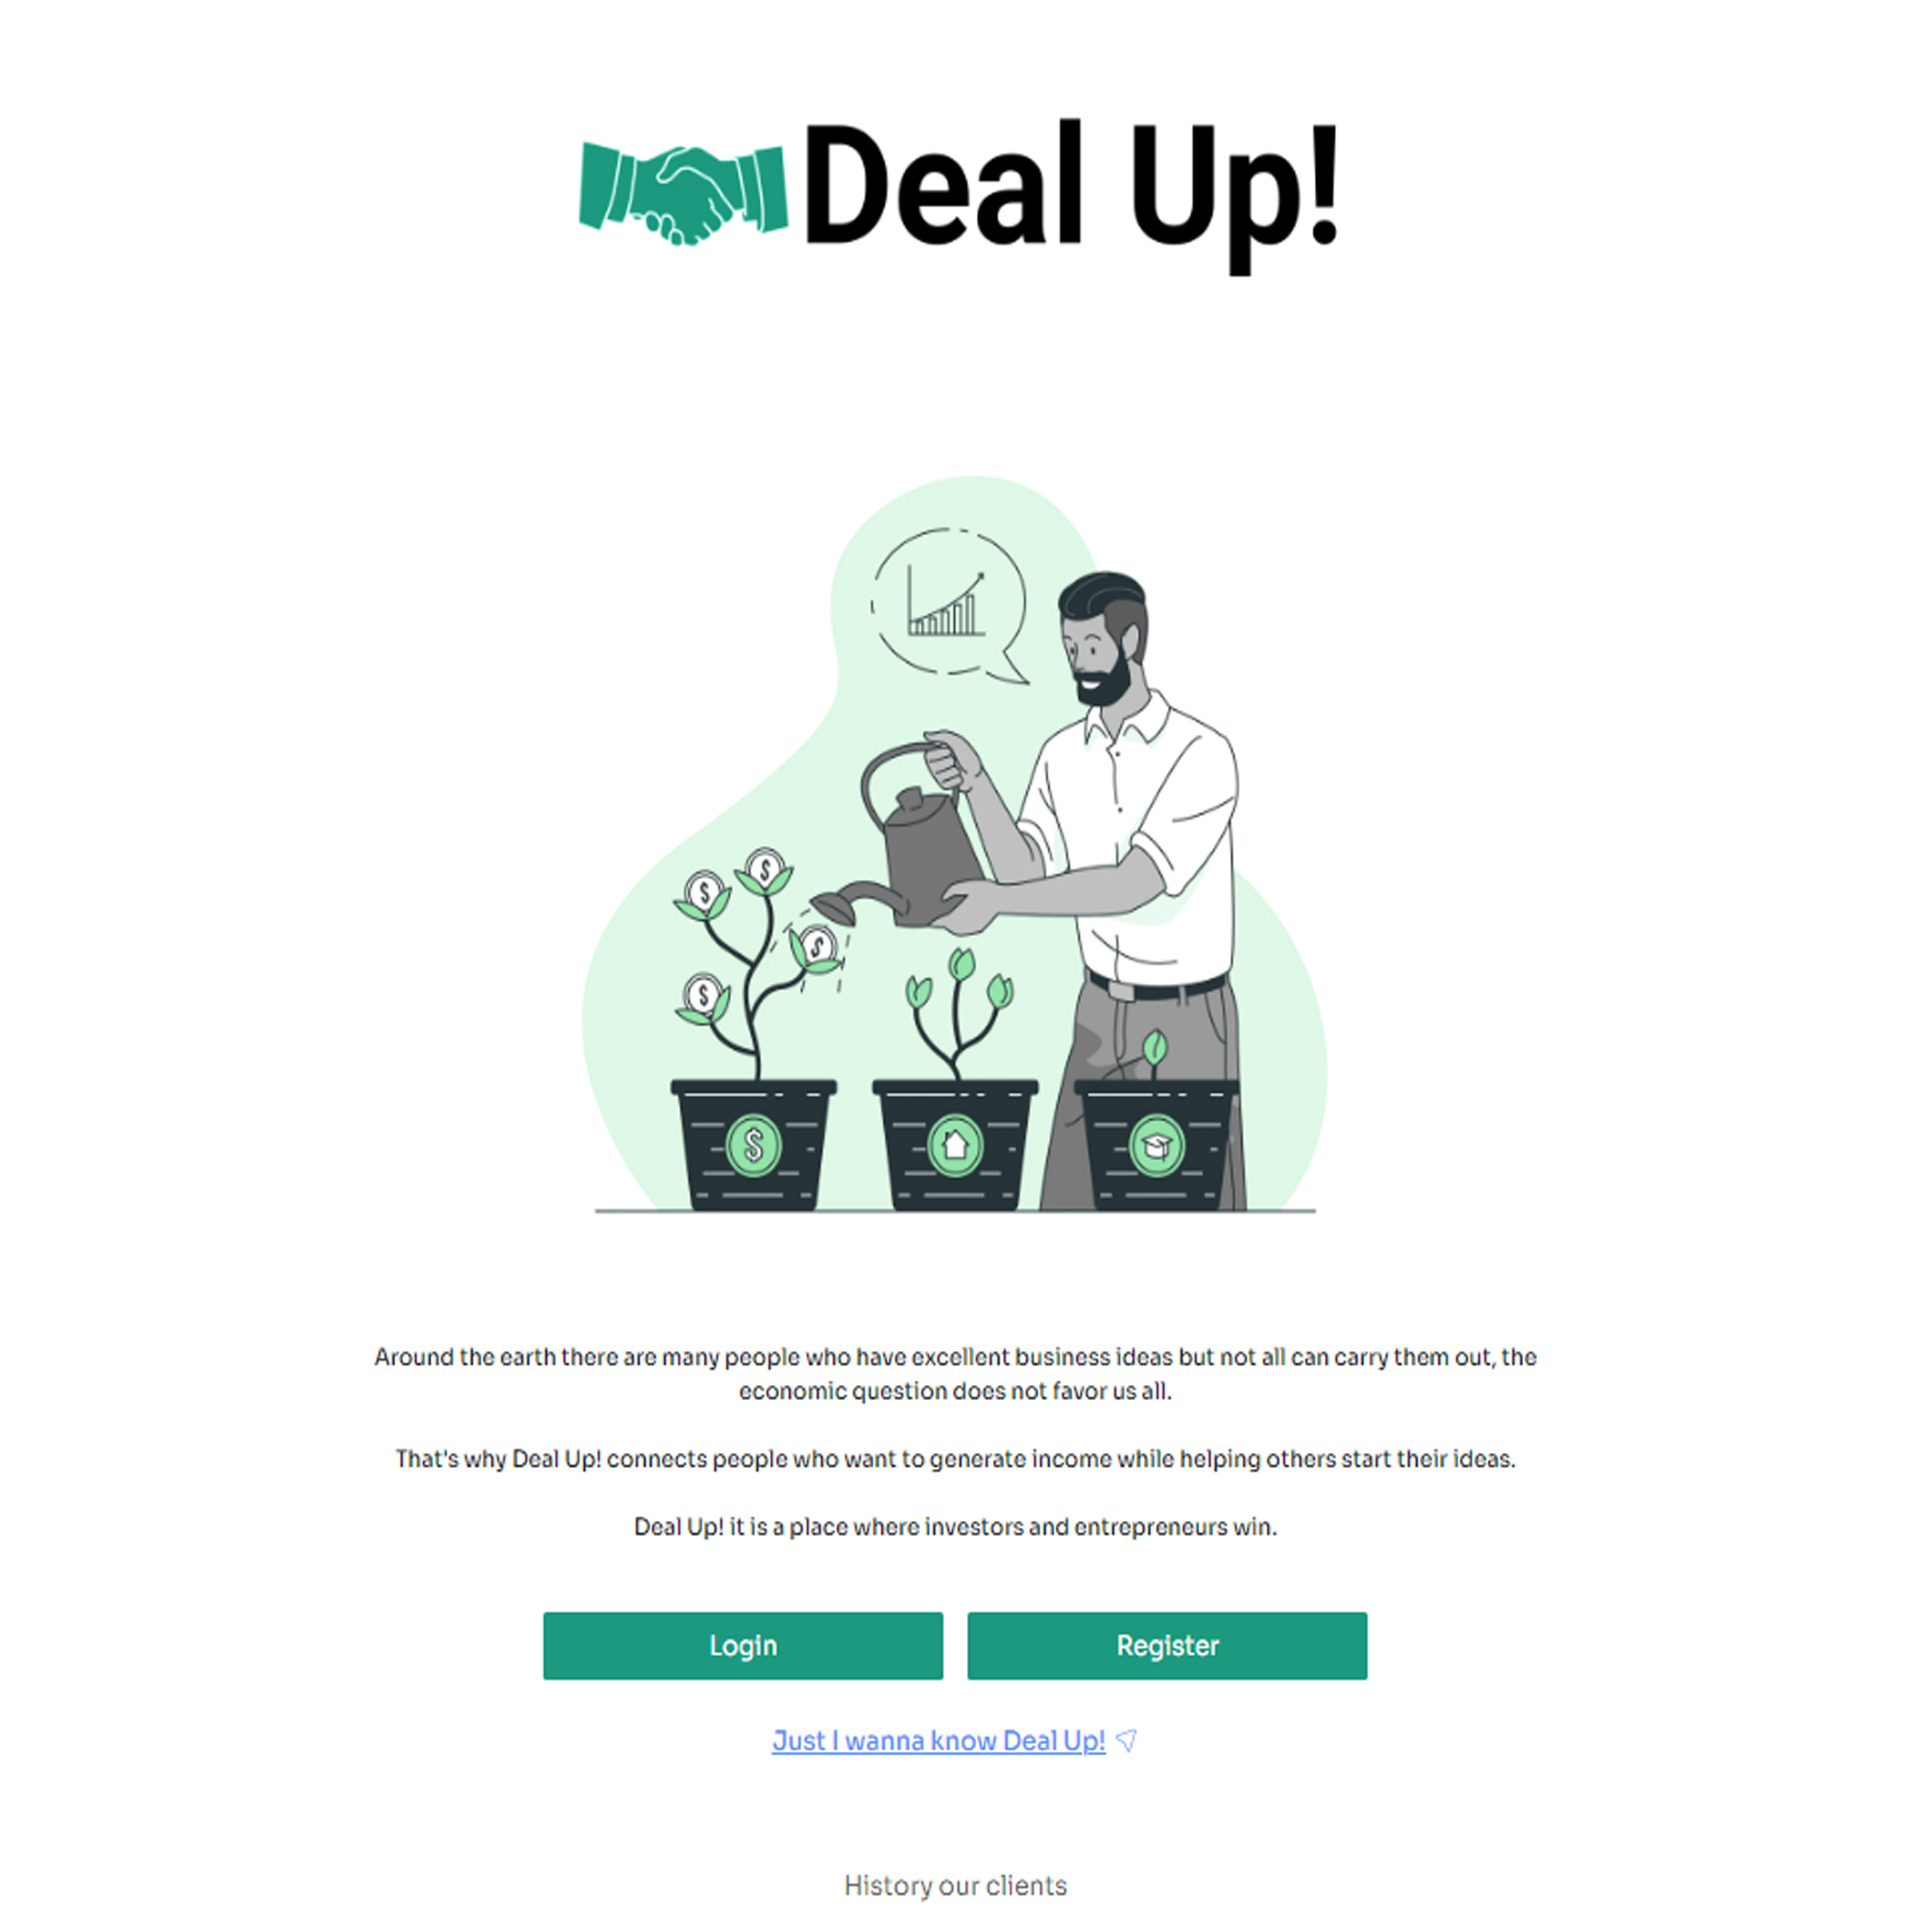 Deal Up!
$
$
$
$
$
Around the earth there are many people who have excellent business ideas but not all can carry them out, the
economic question does not favor us all.
That's why Deal Up! connects people who want to generate income while helping others start their ideas.
Deal Up! it is a place where investors and entrepreneurs win.
Login Register
Just I wanna know Deal Up!
History our clients